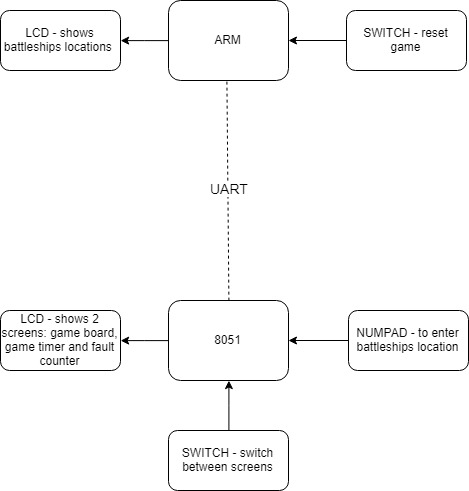 LCD - shows
battleships locations
ARM
SWITCH - reset
game
UART
LCD - shows 2
screens: game board,
game timer and fault
counter
8051
NUMPAD - to enter
battleships location
SWITCH - switch
between screens